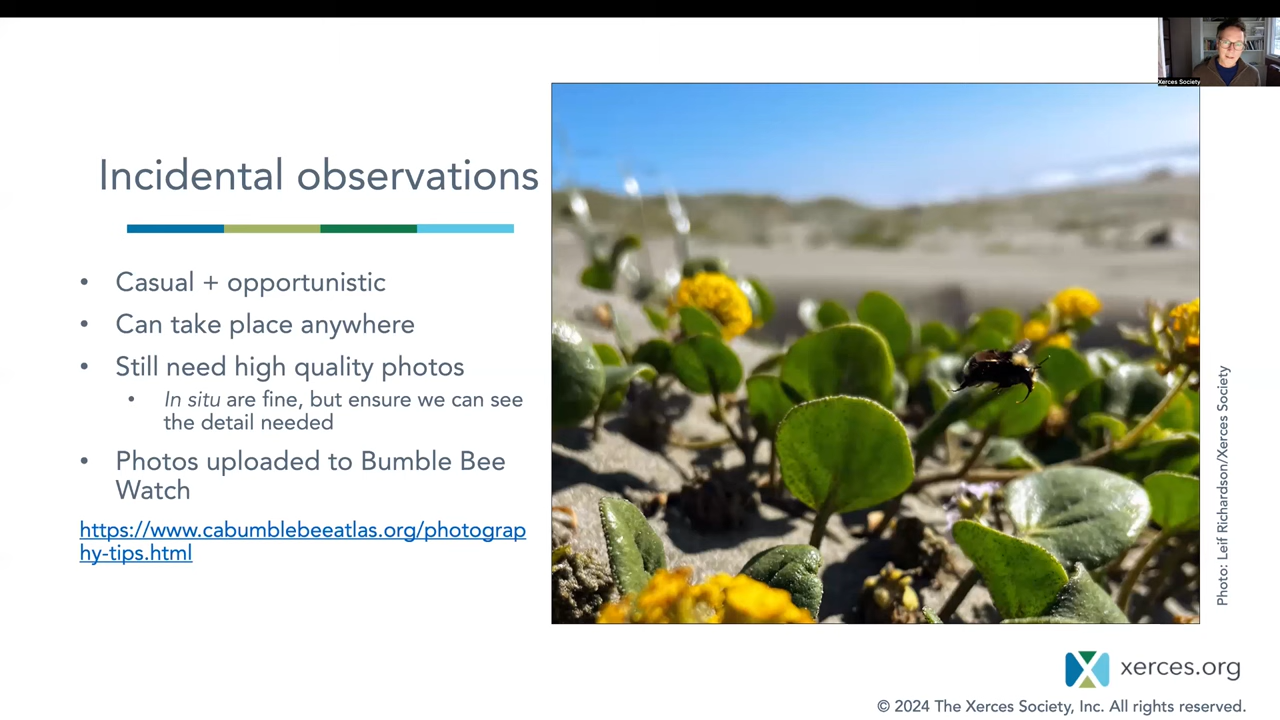 Xerces Society
Incidental observations
• Casual + opportunistic
• Can take place anywhere
• Still need high quality photos
• In situ are fine, but ensure we can see
the detail needed
• Photos uploaded to Bumble Bee
Watch
https://www.cabumblebeeatlas.org/photograp
hy-tips.html
Photo: Leif Richardson/Xerces Society
xerces.org
© 2024 The Xerces Society, Inc. All rights reserved.